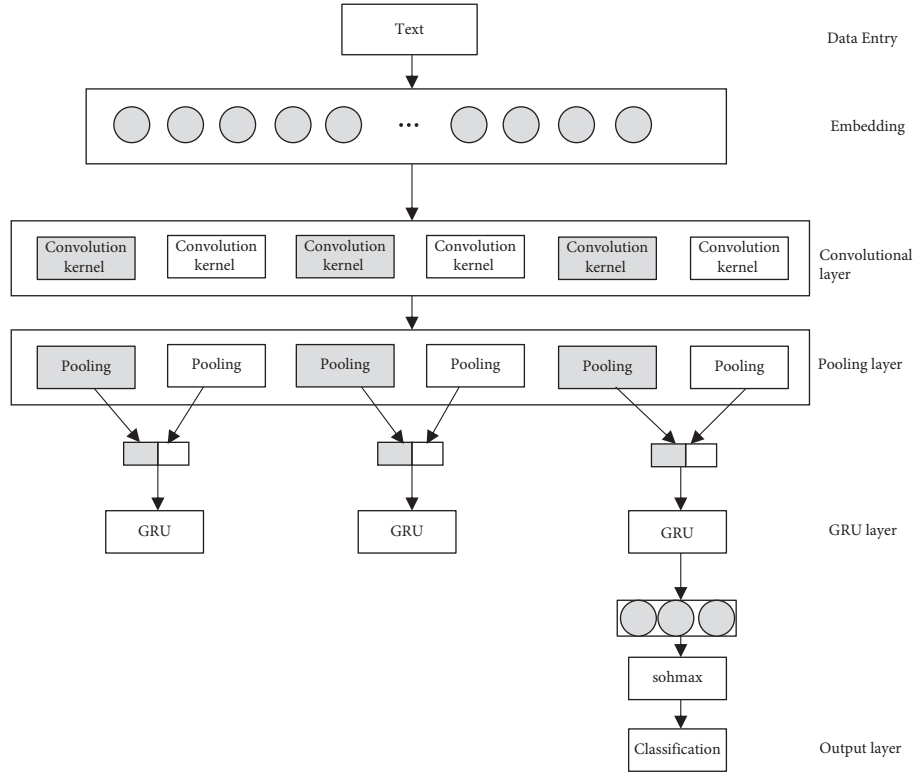 Text
Data Entry
...
Embedding
Convolution
kernel
Convolution
kernel
Convolution
kernel
Convolution
kernel
Convolution
kernel
Convolution
kernel
Convolutional
layer
Pooling
Pooling
Pooling
Pooling
Pooling
Pooling
Pooling layer
GRU
GRU
GRU
GRU layer
sohmax
Classification
Output layer